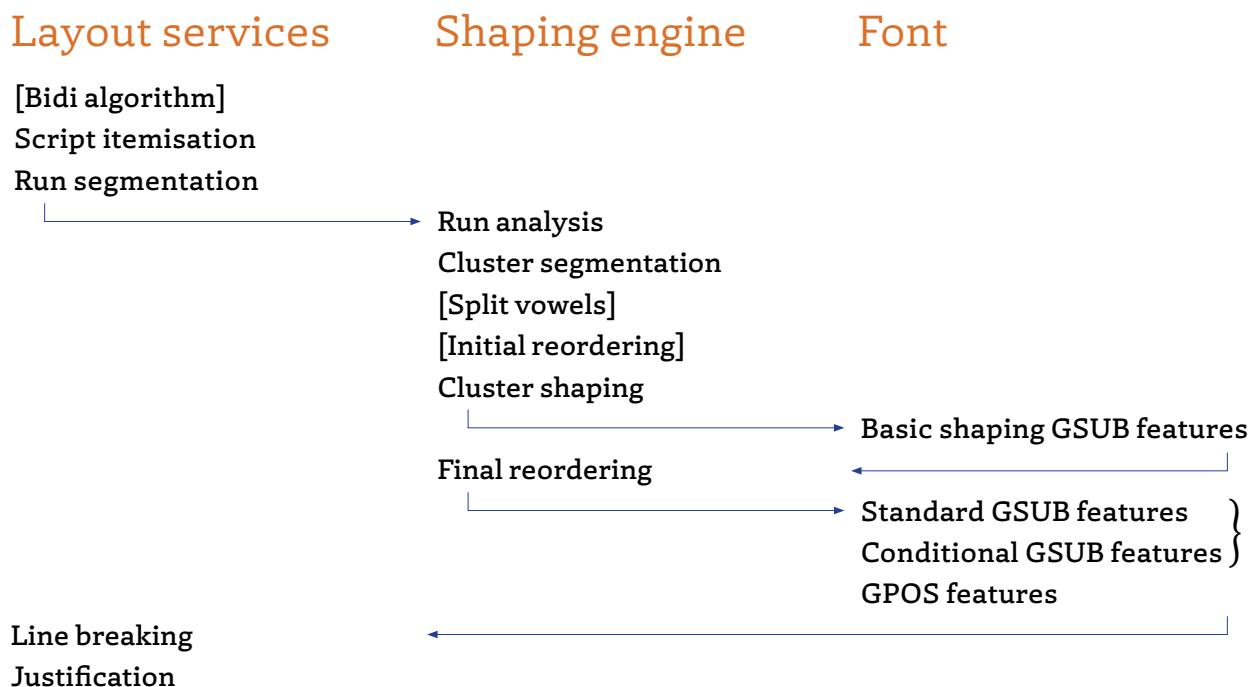 Layout services Shaping engine Font
[Bidi algorithm]
Script itemisation
Run segmentation
Run analysis
Cluster segmentation
[Split vowels]
[Initial reordering]
Cluster shaping
Basic shaping GSUB features
Final reordering
Standard GSUB features
Conditional GSUB features
GPOS features
Line breaking
Justification